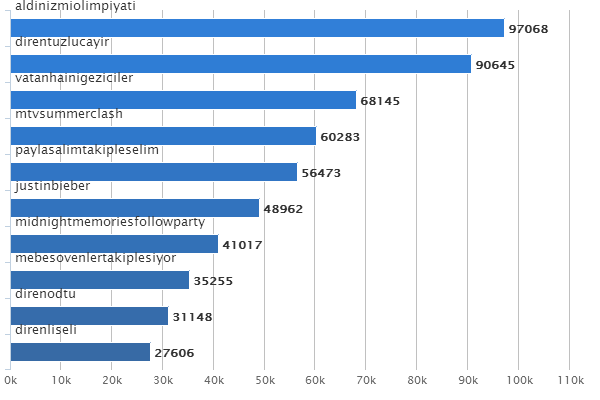 aldinizmiolimpiyati
97068
direntuzlucayir
90645
vatanhainigeziciler
68145
mtvsummerclash
60283
paylasalimtakipleselim
56473
justinbieber
48962
midnightmemoriesfollowparty
41017
mebesovenlertakiplesiyor
35255
direnodtu
31148
direnliseli
27606
0k 10k 20k 30k 40k 50k 60k 70k 80k 90k 100k 110k